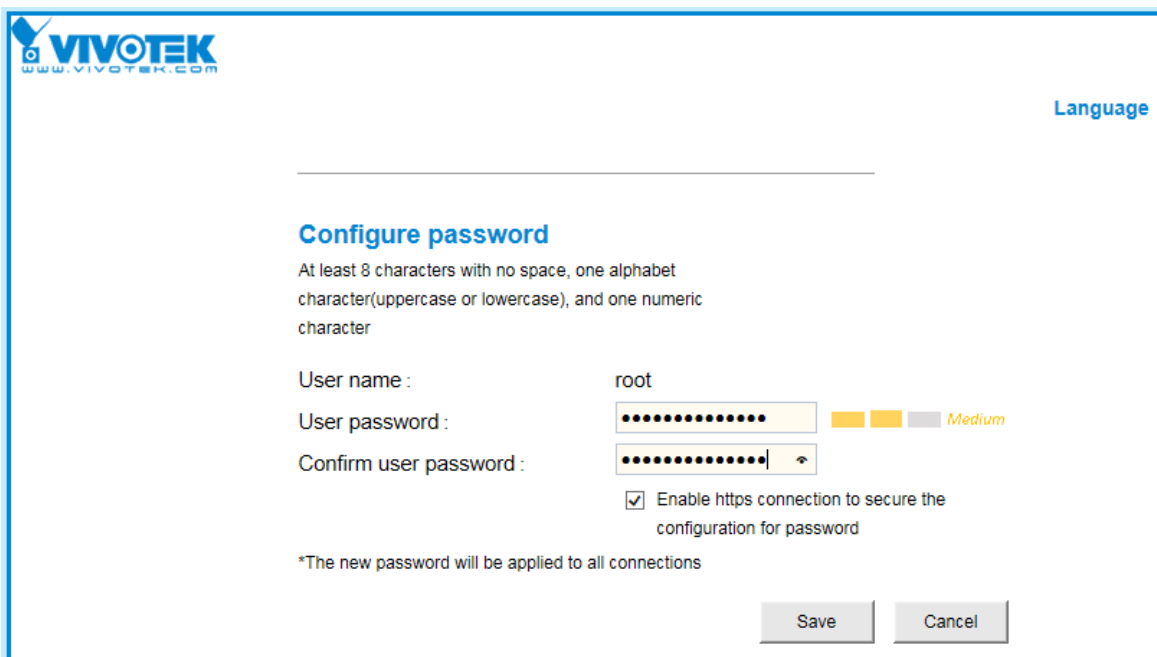 VIVOTEK
www.vivotek.com
Language
Configure password
At least 8 characters with no space, one alphabet
character(uppercase or lowercase), and one numeric
character
User name : root
User password : •••••••••••••• Medium
Confirm user password : ••••••••••••••
Enable https connection to secure the
configuration for password
*The new password will be applied to all connections
Save Cancel